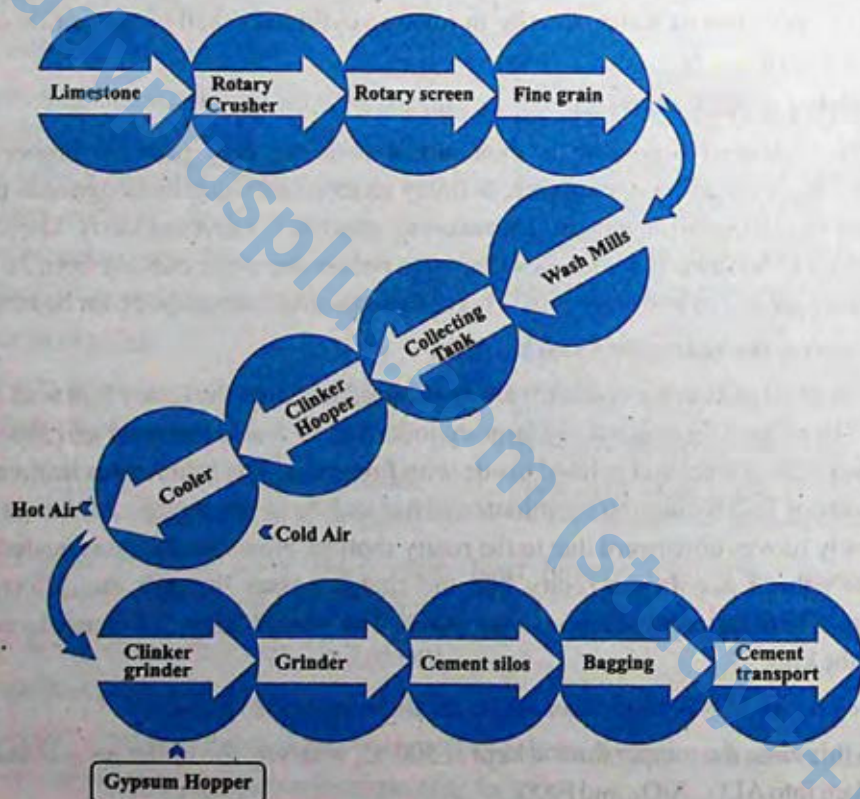 Limestone
Rotary
Crusher
Rotary screen
Fine grain
Wash Mills
Collecting
Tank
Clinker
Hooper
Cooler
Hot Air
Cold Air
Clinker
grinder
Grinder
Cement silos
Bagging
Cement
transport
Gypsum Hopper